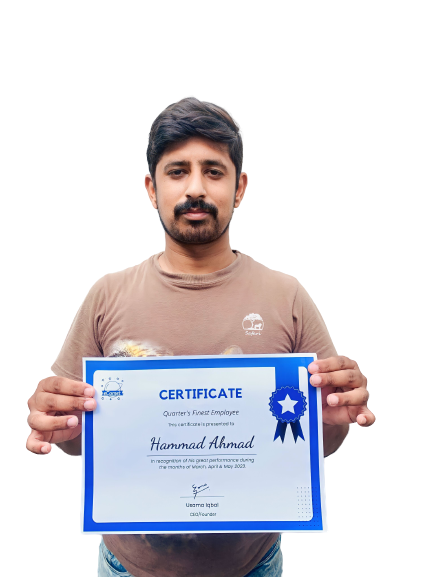 CERTIFICATE
Quarter's Finest Employee
This certificate is presented to
Hammad Ahmad
In recognition of his great performance during
the months of March, April & May 2023.
Usama Iqbal
CEO/Founder